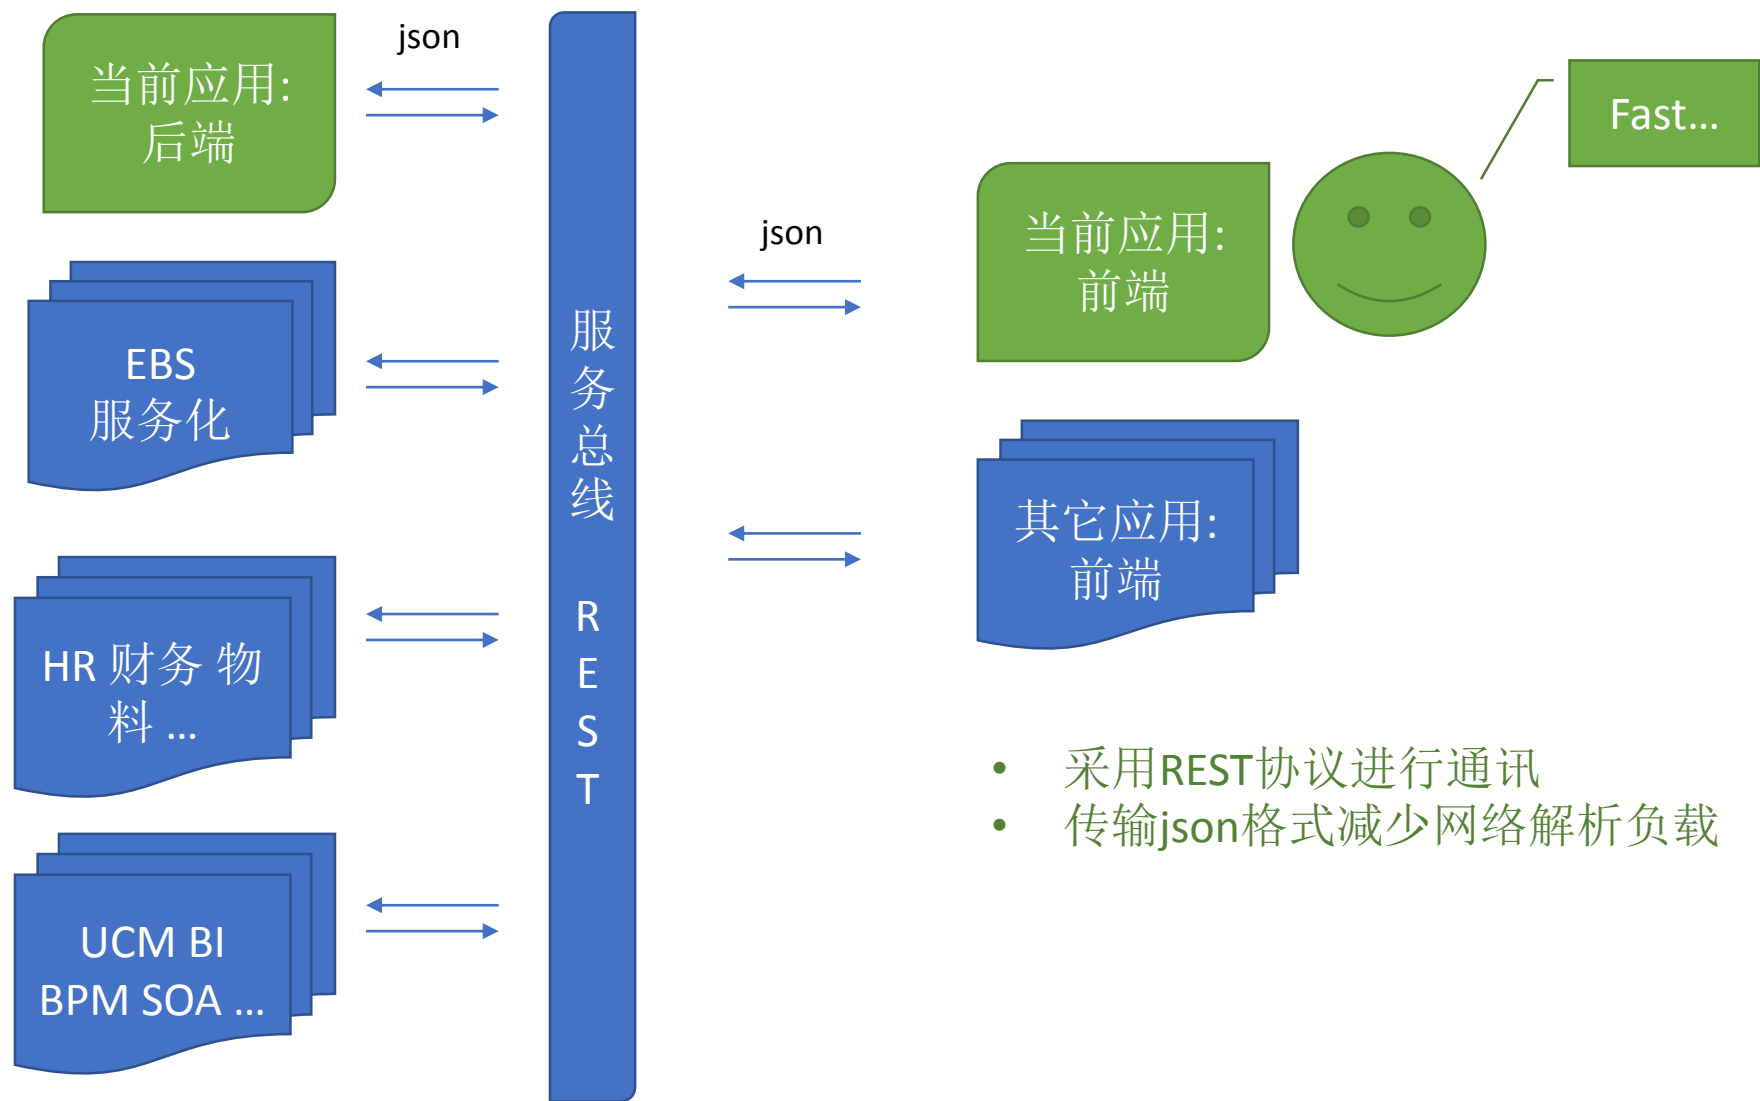 json
当前应用:
后端
EBS
服务化
HR 财务 物
料 ...
UCM BI
BPM SOA ...
服
务
总
线
R
E
S
T
json
Fast...
当前应用:
前端
其它应用:
前端
• 采用REST协议进行通讯
• 传输json格式减少网络解析负载